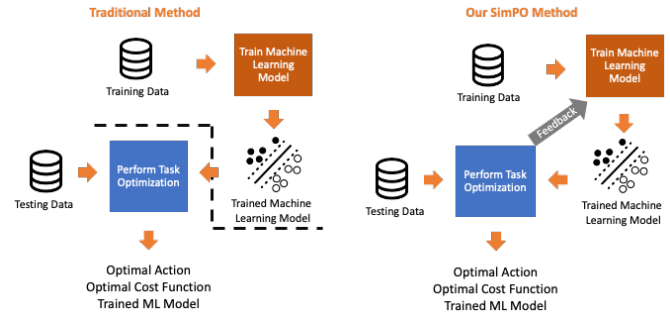 Traditional Method
Train Machine
Learning
Model
Training Data
Perform Task
Optimization
Testing Data
Trained Machine
Learning Model
Optimal Action
Optimal Cost Function
Trained ML Model
Our SimPO Method
Train Machine
Learning
Model
Training Data
Feedback
Perform Task
Optimization
Testing Data
Trained Machine
Learning Model
Optimal Action
Optimal Cost Function
Trained ML Model